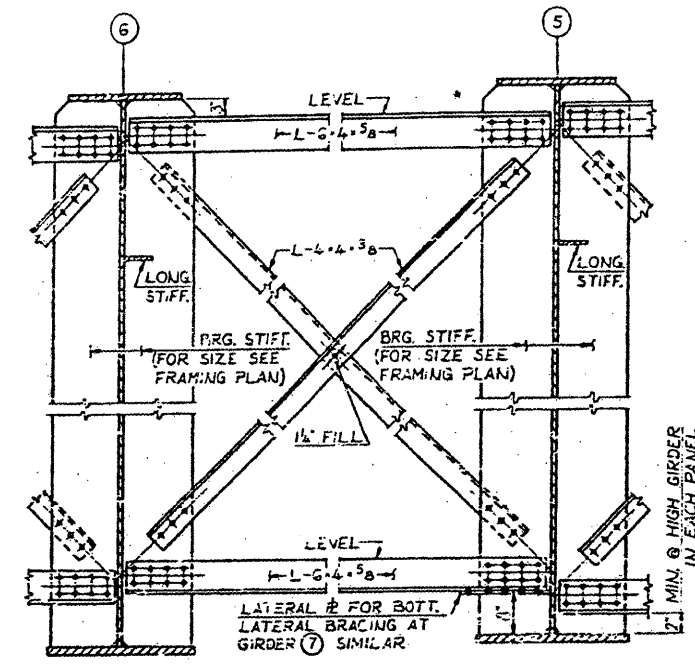 6
5
3"
LEVEL
L-6×4×5/8
L-4×4×3/8
LONG.
STIFF.
LONG.
STIFF.
BRG. STIFF.
(FOR SIZE SEE
FRAMING PLAN)
BRG. STIFF.
(FOR SIZE SEE
FRAMING PLAN)
1¼" FILL
LEVEL
L-6×4×5/8
LATERAL ℄ FOR BOTT.
LATERAL BRACING AT
GIRDER 7 SIMILAR
2" MIN. @ HIGH GIRDER
IN EACH PANEL